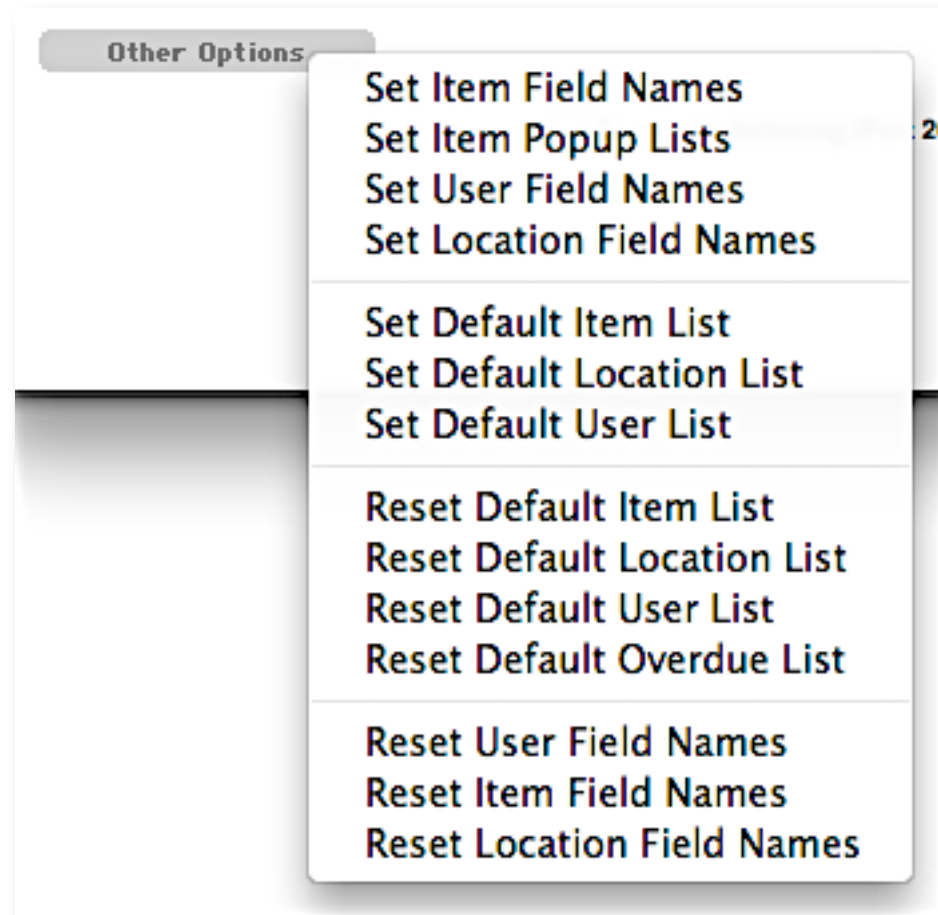 Other Options
Set Item Field Names
Set Item Popup Lists
Set User Field Names
Set Location Field Names
Set Default Item List
Set Default Location List
Set Default User List
Reset Default Item List
Reset Default Location List
Reset Default User List
Reset Default Overdue List
Reset User Field Names
Reset Item Field Names
Reset Location Field Names